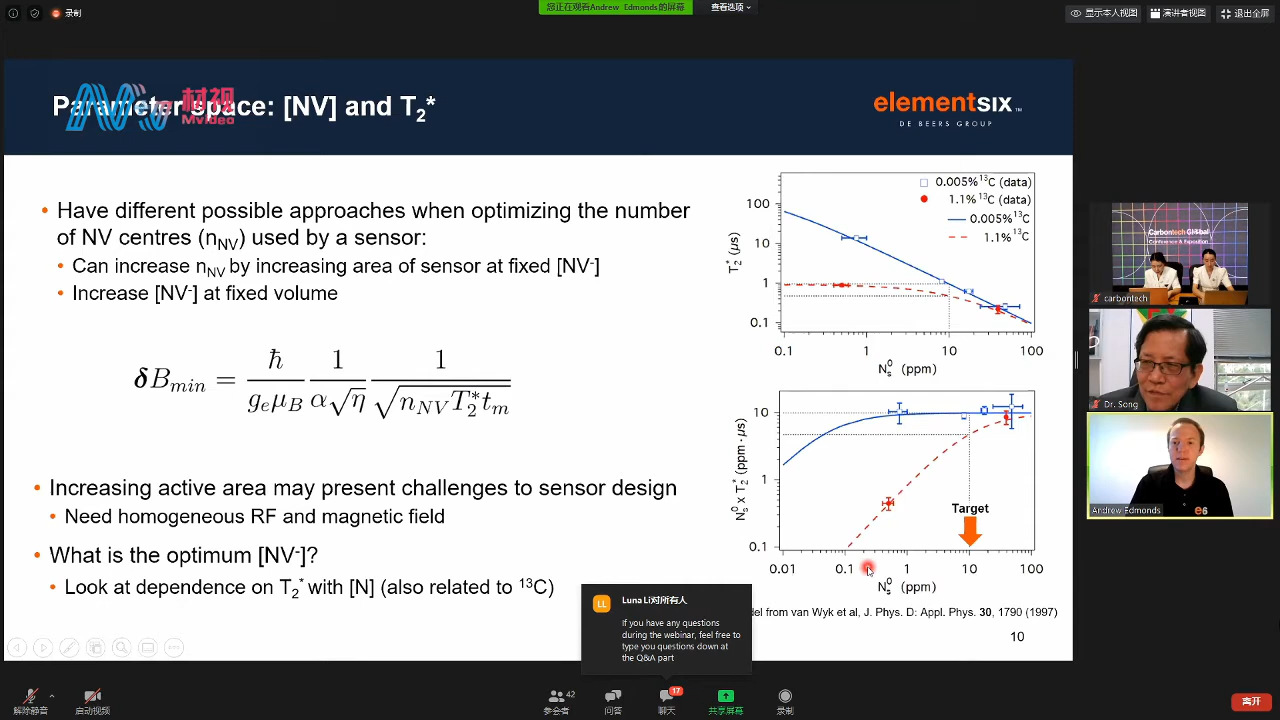 录制
您正在观看Andrew Edmonds的屏幕
查看选项
显示本人视图
演讲者视图
退出全屏
Parameter space: [NV] and T2*
村视
Mvideo
elementsix™
DE BEERS GROUP
• Have different possible approaches when optimizing the number
of NV centres (nNV) used by a sensor:
• Can increase nNV by increasing area of sensor at fixed [NV-]
• Increase [NV-] at fixed volume
δBmin = ħ/(geμB) 1/(α√η) 1/√(nNV T2* tm)
• Increasing active area may present challenges to sensor design
• Need homogeneous RF and magnetic field
• What is the optimum [NV-]?
• Look at dependence on T2* with [N] (also related to 13C)
0.005%13C (data)
1.1%13C (data)
0.005%13C
1.1%13C
T2* (μs)
100
10
1
0.1
0.1
1
10
100
Ns0 (ppm)
Ns0 x T2* (ppm·μs)
10
1
0.1
Target
0.01
0.1
1
10
100
Ns0 (ppm)
del from van Wyk et al, J. Phys. D: Appl. Phys. 30, 1790 (1997)
10
LL
Luna Li对所有人
If you have any questions
during the webinar, feel free to
type you questions down at
the Q&A part
Carbontech Global
Conference & Exposition
carbontech
Dr. Song
e6
Andrew Edmonds
解除静音
启动视频
42
参会者
问答
17
聊天
共享屏幕
录制
离开